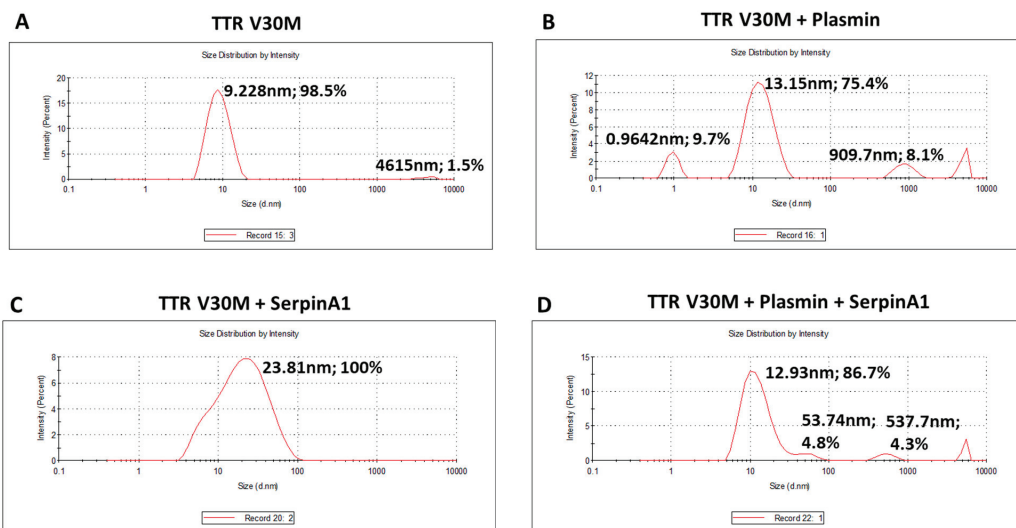 A
TTR V30M
Size Distribution by Intensity
20
15
10
5
0
Intensity (Percent)
9.228nm; 98.5%
4615nm; 1.5%
0.1 1 10 100 1000 10000
Size (d.nm)
Record 15: 3
B
TTR V30M + Plasmin
Size Distribution by Intensity
12
10
8
6
4
2
0
Intensity (Percent)
13.15nm; 75.4%
0.9642nm; 9.7%
909.7nm; 8.1%
0.1 1 10 100 1000 10000
Size (d.nm)
Record 16: 1
C
TTR V30M + SerpinA1
Size Distribution by Intensity
8
6
4
2
0
Intensity (Percent)
23.81nm; 100%
0.1 1 10 100 1000 10000
Size (d.nm)
Record 20: 2
D
TTR V30M + Plasmin + SerpinA1
Size Distribution by Intensity
15
10
5
0
Intensity (Percent)
12.93nm; 86.7%
53.74nm;
4.8%
537.7nm;
4.3%
0.1 1 10 100 1000 10000
Size (d.nm)
Record 22: 1